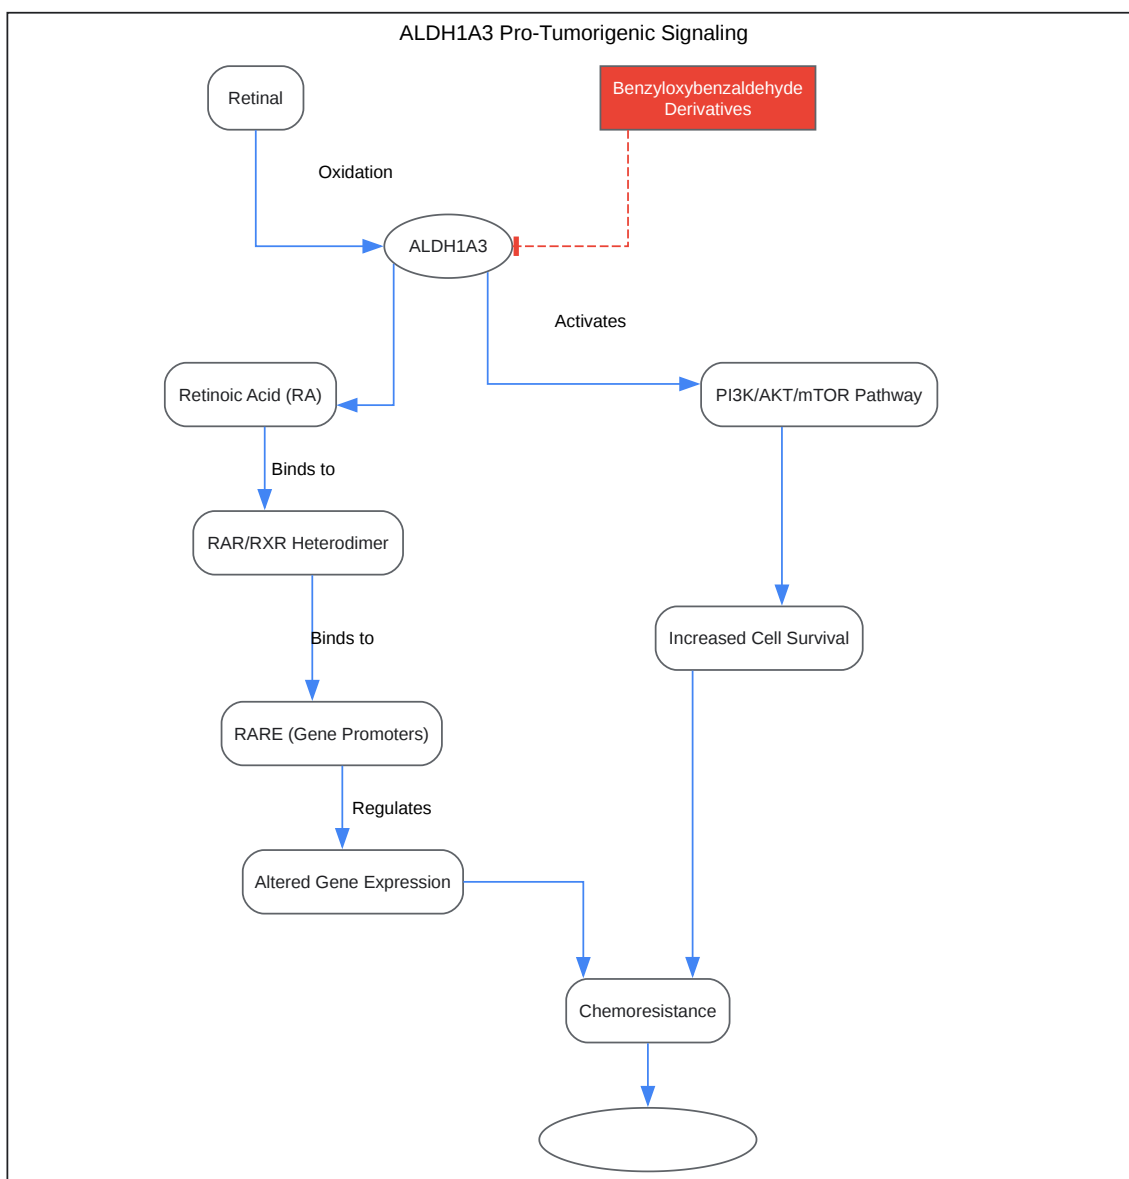 ALDH1A3 Pro-Tumorigenic Signaling
Retinal
Benzyloxybenzaldehyde
Derivatives
Oxidation
ALDH1A3
Activates
Retinoic Acid (RA)
PI3K/AKT/mTOR Pathway
Binds to
RAR/RXR Heterodimer
Binds to
Increased Cell Survival
RARE (Gene Promoters)
Regulates
Altered Gene Expression
Chemoresistance